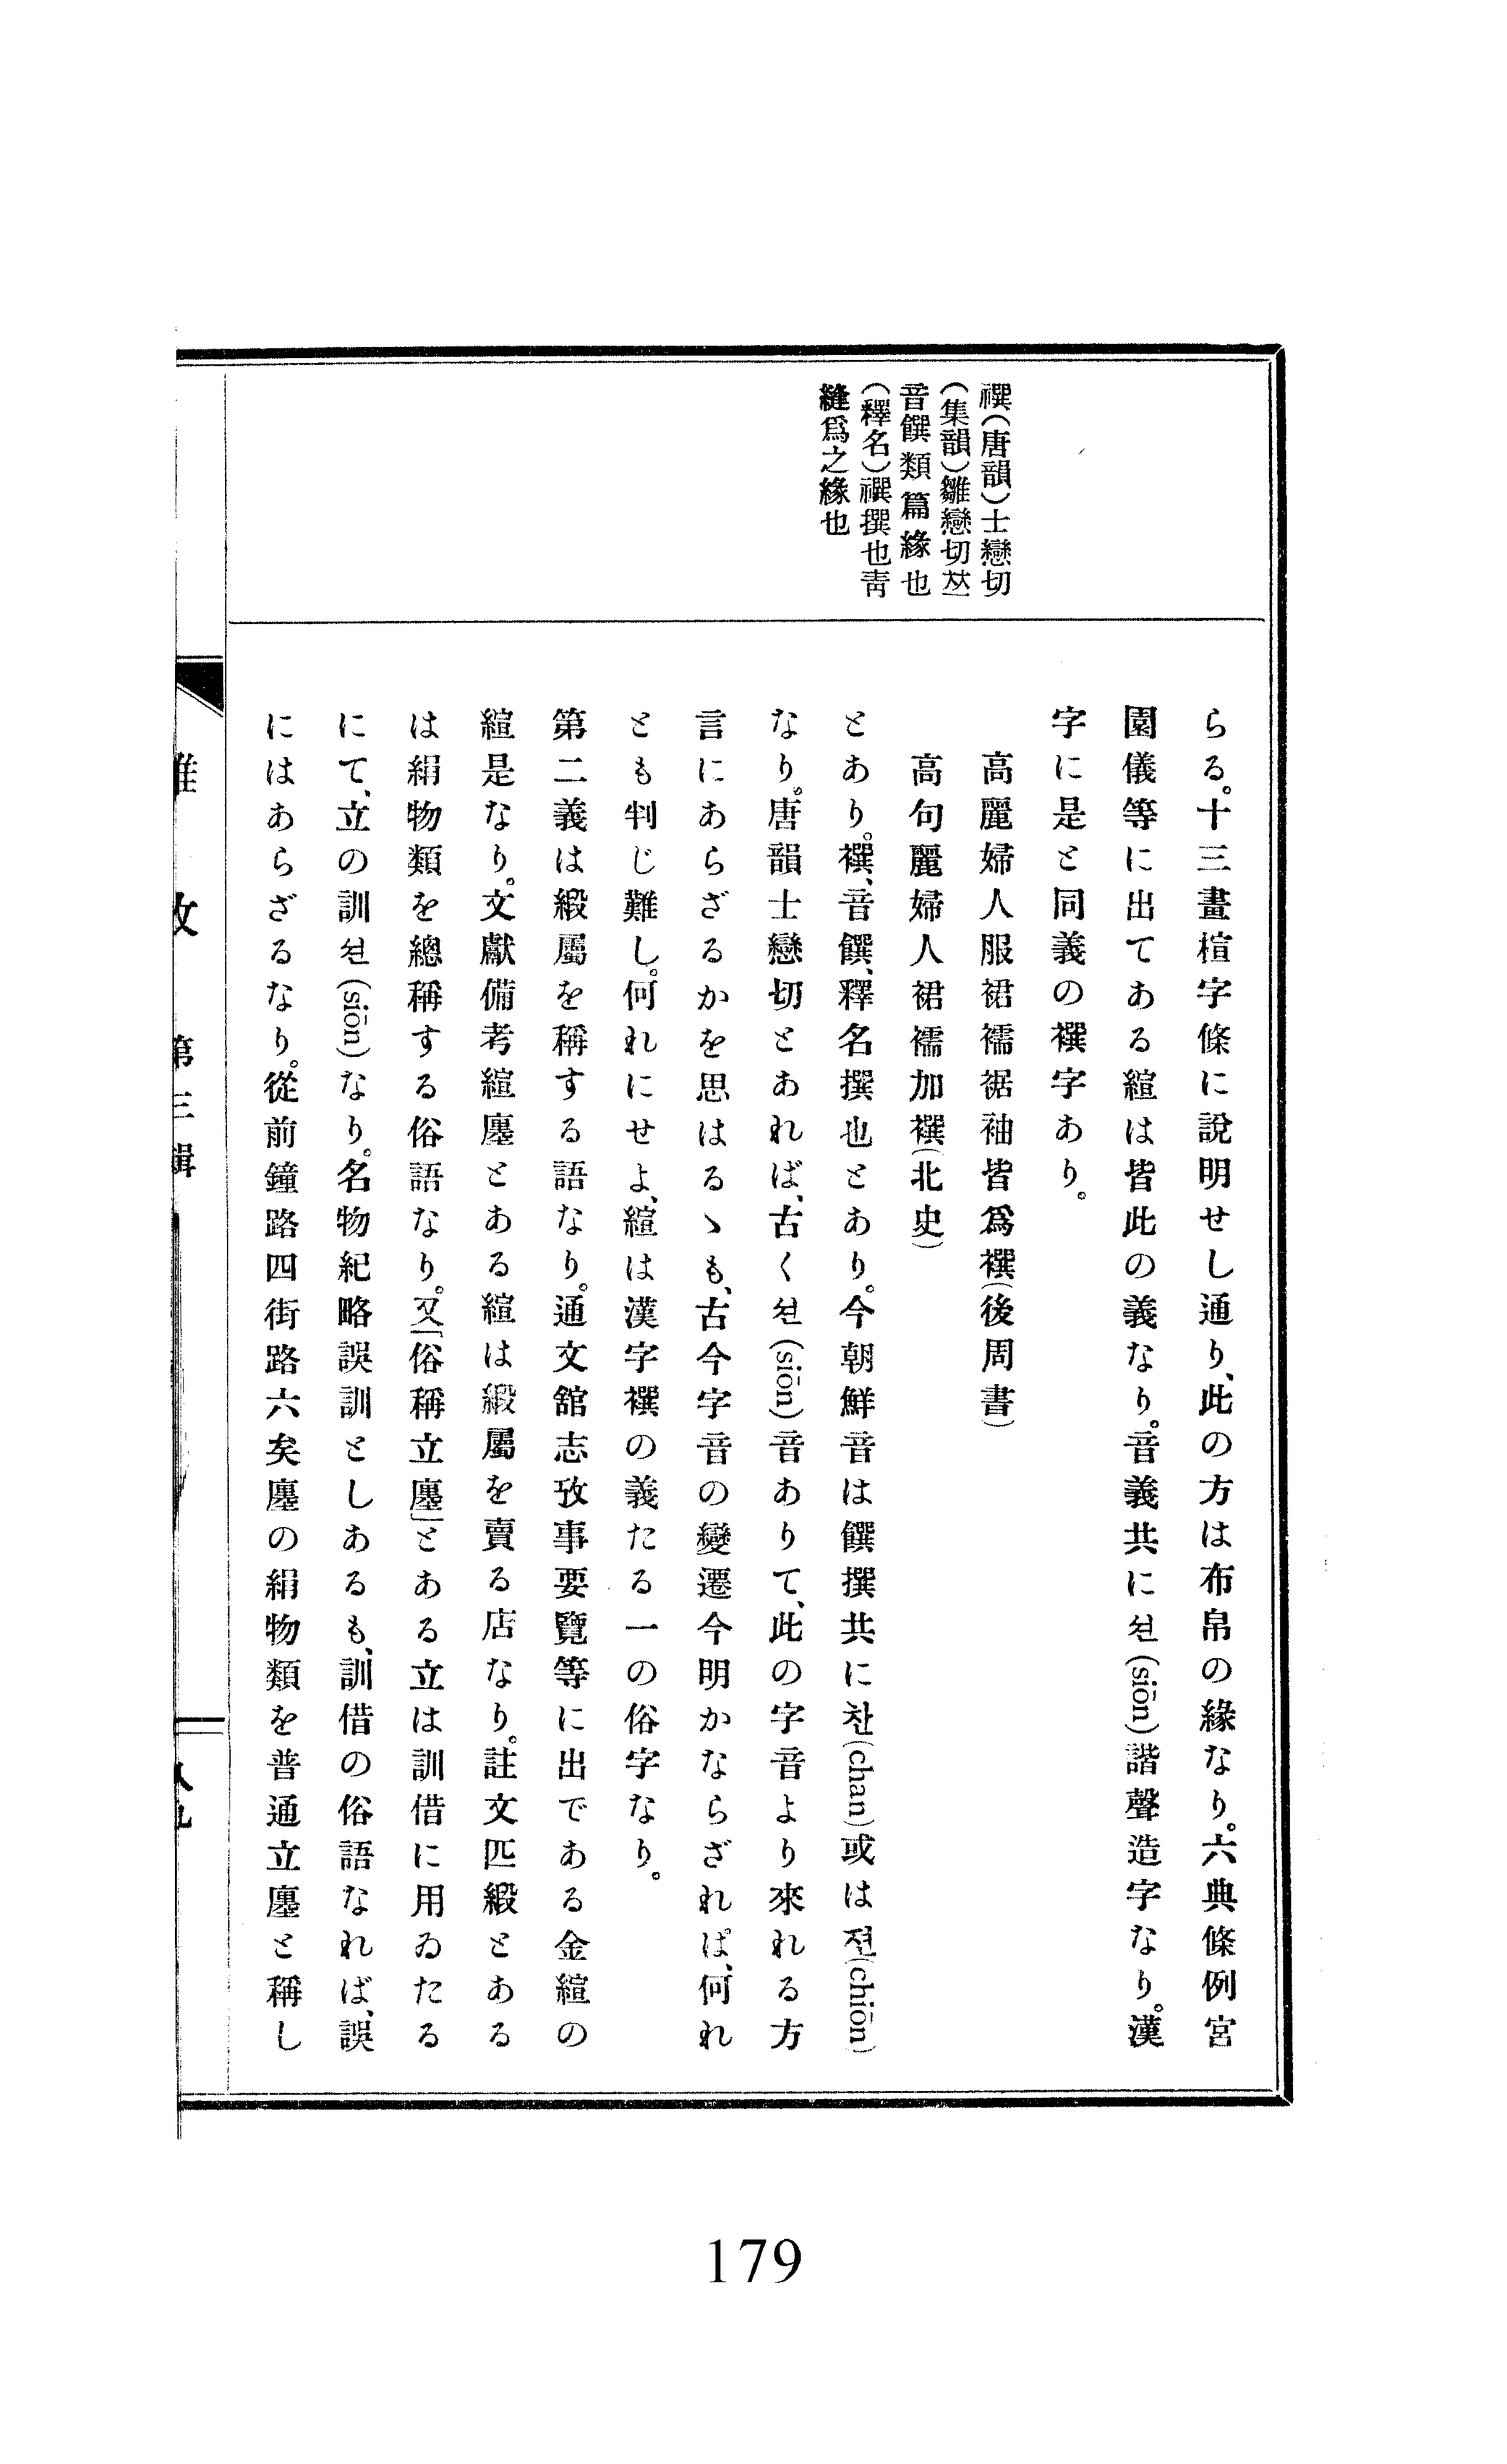 襈(唐韻)士戀切
(集韻)雛戀切𠀤
音饌類篇緣也
(釋名)襈撰也靑
縫爲之緣也
らる。十三畫楦字條に說明せし通り、此の方は布帛の緣なり。六典條例宮
園儀等に出てある縇は皆此の義なり。音義共に션(siŏn)諧聲造字なり。漢
字に是と同義の襈字あり。
高麗婦人服裙襦裾袖皆爲襈(後周書)
高句麗婦人裙襦加襈(北史)
とあり。襈、音饌、釋名撰也とあり。今朝鮮音は饌撰共に찬(chan)或は젼(chiŏn)
なり。唐韻士戀切とあれば、古く션(siŏn)音ありて、此の字音より來れる方
言にあらざるかを思はるゝも、古今字音の變遷今明かならざれば、何れ
とも判じ難し。何れにせよ、縇は漢字襈の義たる一の俗字なり。
第二義は緞屬を稱する語なり。通文舘志攷事要覽等に出である金縇の
縇是なり。文獻備考縇廛とある縇は緞屬を賣る店なり。註文匹緞とある
は絹物類を總稱する俗語なり。又「俗稱立廛」とある立は訓借に用ゐたる
にて、立の訓션(siŏn)なり。名物紀略誤訓としあるも、訓借の俗語なれば、誤
にはあらざるなり。從前鐘路四街路六矣廛の絹物類を普通立廛と稱し
第三輯
八九
179